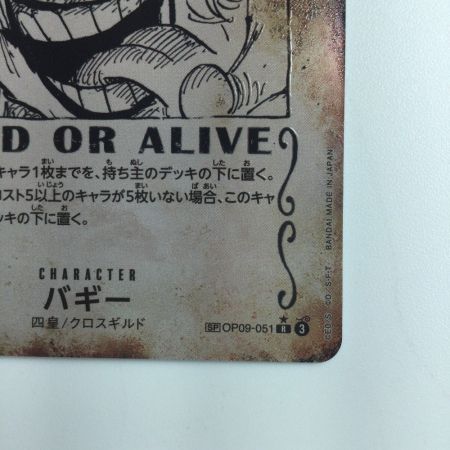 D OR ALIVE
キャラ1枚までを、持ち主のデッキの下に置く。
コスト5以上のキャラが5枚いない場合、このキャ
デッキの下に置く。
CHARACTER
バギー
四皇/クロスギルド
SP OP09-051 R 3
©E.O/S ©O・S・F・T BANDAI MADE IN JAPAN